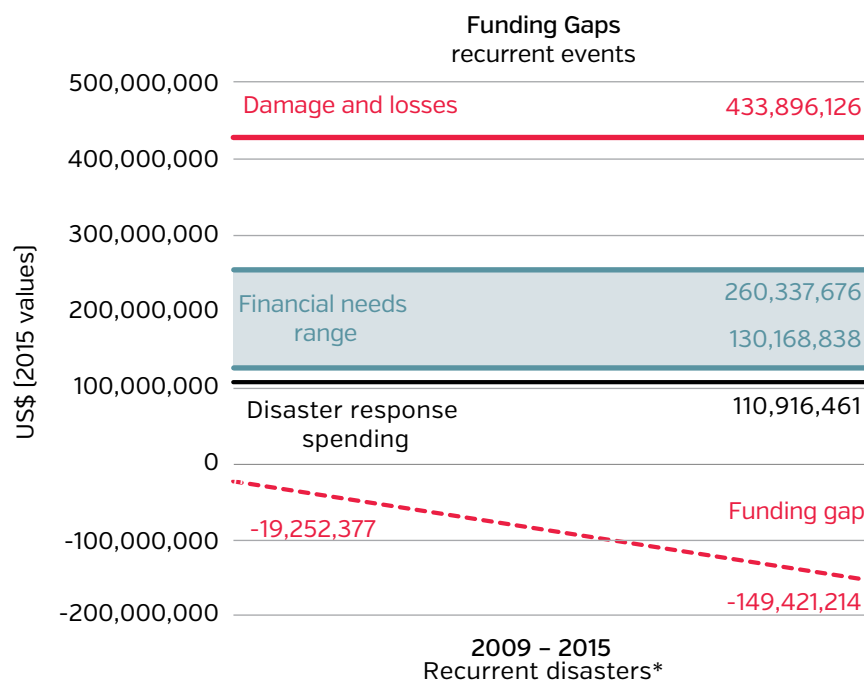 Funding Gaps
recurrent events
US$ (2015 values)
500,000,000
400,000,000
300,000,000
200,000,000
100,000,000
0
-100,000,000
-200,000,000
Damage and losses
433,896,126
Financial needs
range
260,337,676
130,168,838
110,916,461
Disaster response
spending
Funding gap
-19,252,377
-149,421,214
2009 – 2015
Recurrent disasters*